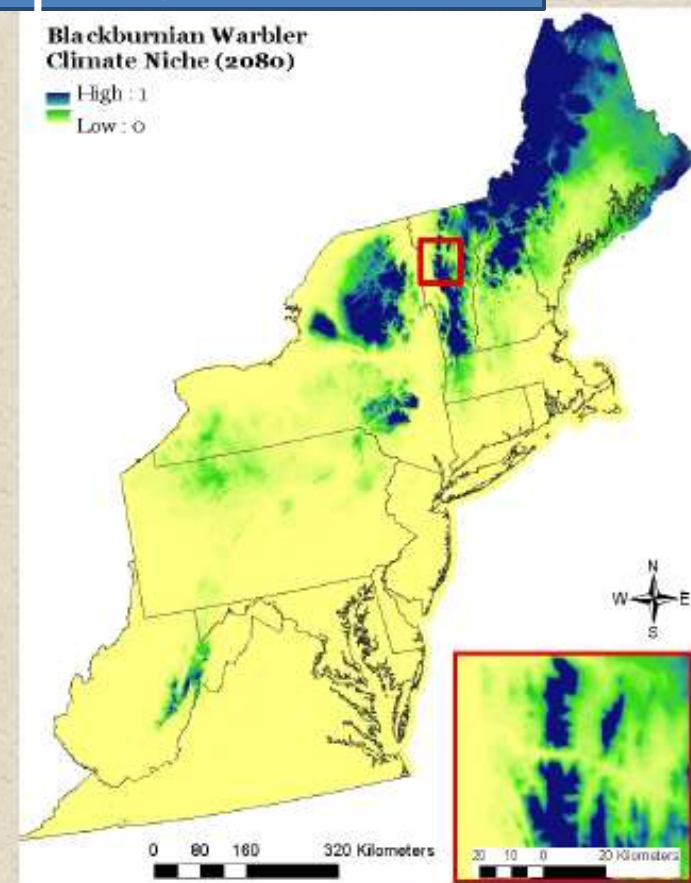 Blackburnian Warbler
Climate Niche (2080)
High : 1
Low : 0
N
W E
S
0 80 160 320 Kilometers
20 10 0 20 Kilometers